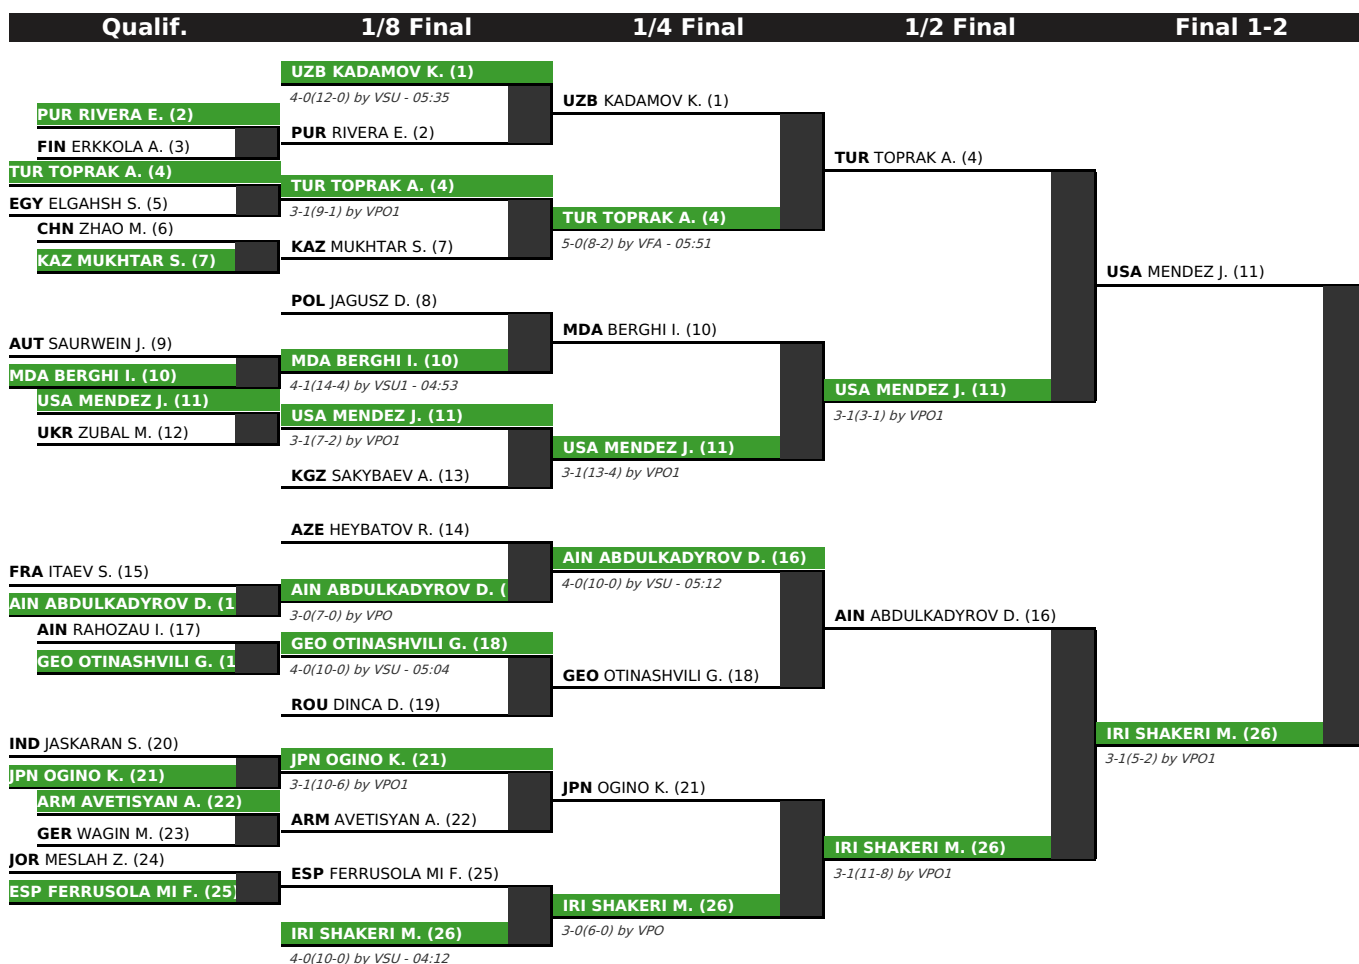 Qualif.
1/8 Final
1/4 Final
1/2 Final
Final 1-2
PUR RIVERA E. (2)
FIN ERKKOLA A. (3)
TUR TOPRAK A. (4)
EGY ELGAHSH S. (5)
CHN ZHAO M. (6)
KAZ MUKHTAR S. (7)
AUT SAURWEIN J. (9)
MDA BERGHI I. (10)
USA MENDEZ J. (11)
UKR ZUBAL M. (12)
FRA ITAEV S. (15)
AIN ABDULKADYROV D. (1
AIN RAHOZAU I. (17)
GEO OTINASHVILI G. (1
IND JASKARAN S. (20)
JPN OGINO K. (21)
ARM AVETISYAN A. (22)
GER WAGIN M. (23)
JOR MESLAH Z. (24)
ESP FERRUSOLA MI F. (25)
UZB KADAMOV K. (1)
4-0(12-0) by VSU - 05:35
PUR RIVERA E. (2)
TUR TOPRAK A. (4)
3-1(9-1) by VPO1
KAZ MUKHTAR S. (7)
POL JAGUSZ D. (8)
MDA BERGHI I. (10)
4-1(14-4) by VSU1 - 04:53
USA MENDEZ J. (11)
3-1(7-2) by VPO1
KGZ SAKYBAEV A. (13)
AZE HEYBATOV R. (14)
AIN ABDULKADYROV D. (
3-0(7-0) by VPO
GEO OTINASHVILI G. (18)
4-0(10-0) by VSU - 05:04
ROU DINCA D. (19)
JPN OGINO K. (21)
3-1(10-6) by VPO1
ARM AVETISYAN A. (22)
ESP FERRUSOLA MI F. (25)
IRI SHAKERI M. (26)
4-0(10-0) by VSU - 04:12
UZB KADAMOV K. (1)
TUR TOPRAK A. (4)
5-0(8-2) by VFA - 05:51
MDA BERGHI I. (10)
USA MENDEZ J. (11)
3-1(13-4) by VPO1
AIN ABDULKADYROV D. (16)
4-0(10-0) by VSU - 05:12
GEO OTINASHVILI G. (18)
JPN OGINO K. (21)
IRI SHAKERI M. (26)
3-0(6-0) by VPO
TUR TOPRAK A. (4)
USA MENDEZ J. (11)
3-1(3-1) by VPO1
AIN ABDULKADYROV D. (16)
IRI SHAKERI M. (26)
3-1(11-8) by VPO1
USA MENDEZ J. (11)
IRI SHAKERI M. (26)
3-1(5-2) by VPO1